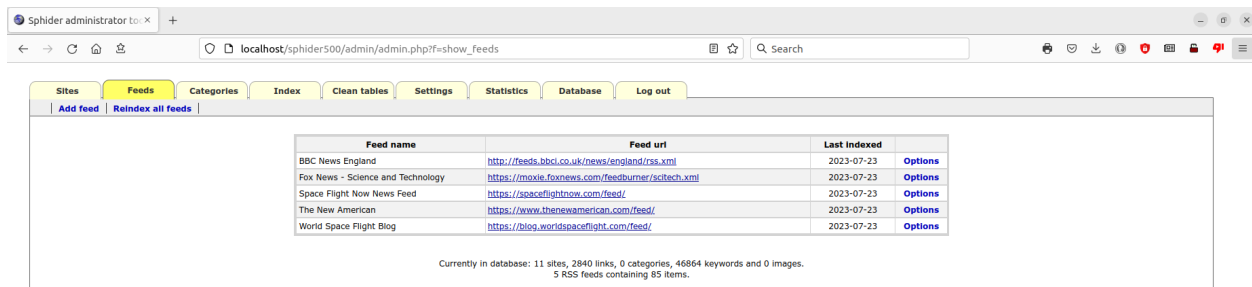 Sphider administrator too
localhost/sphider500/admin/admin.php?f=show_feeds
Search
Sites Feeds Categories Index Clean tables Settings Statistics Database Log out
Add feed Reindex all feeds
Feed name Feed url Last indexed
BBC News England http://feeds.bbci.co.uk/news/england/rss.xml 2023-07-23 Options
Fox News - Science and Technology https://moxie.foxnews.com/feedburner/scitech.xml 2023-07-23 Options
Space Flight Now News Feed https://spaceflightnow.com/feed/ 2023-07-23 Options
The New American https://www.thenewamerican.com/feed/ 2023-07-23 Options
World Space Flight Blog https://blog.worldspaceflight.com/feed/ 2023-07-23 Options
Currently in database: 11 sites, 2840 links, 0 categories, 46864 keywords and 0 images.
5 RSS feeds containing 85 items.